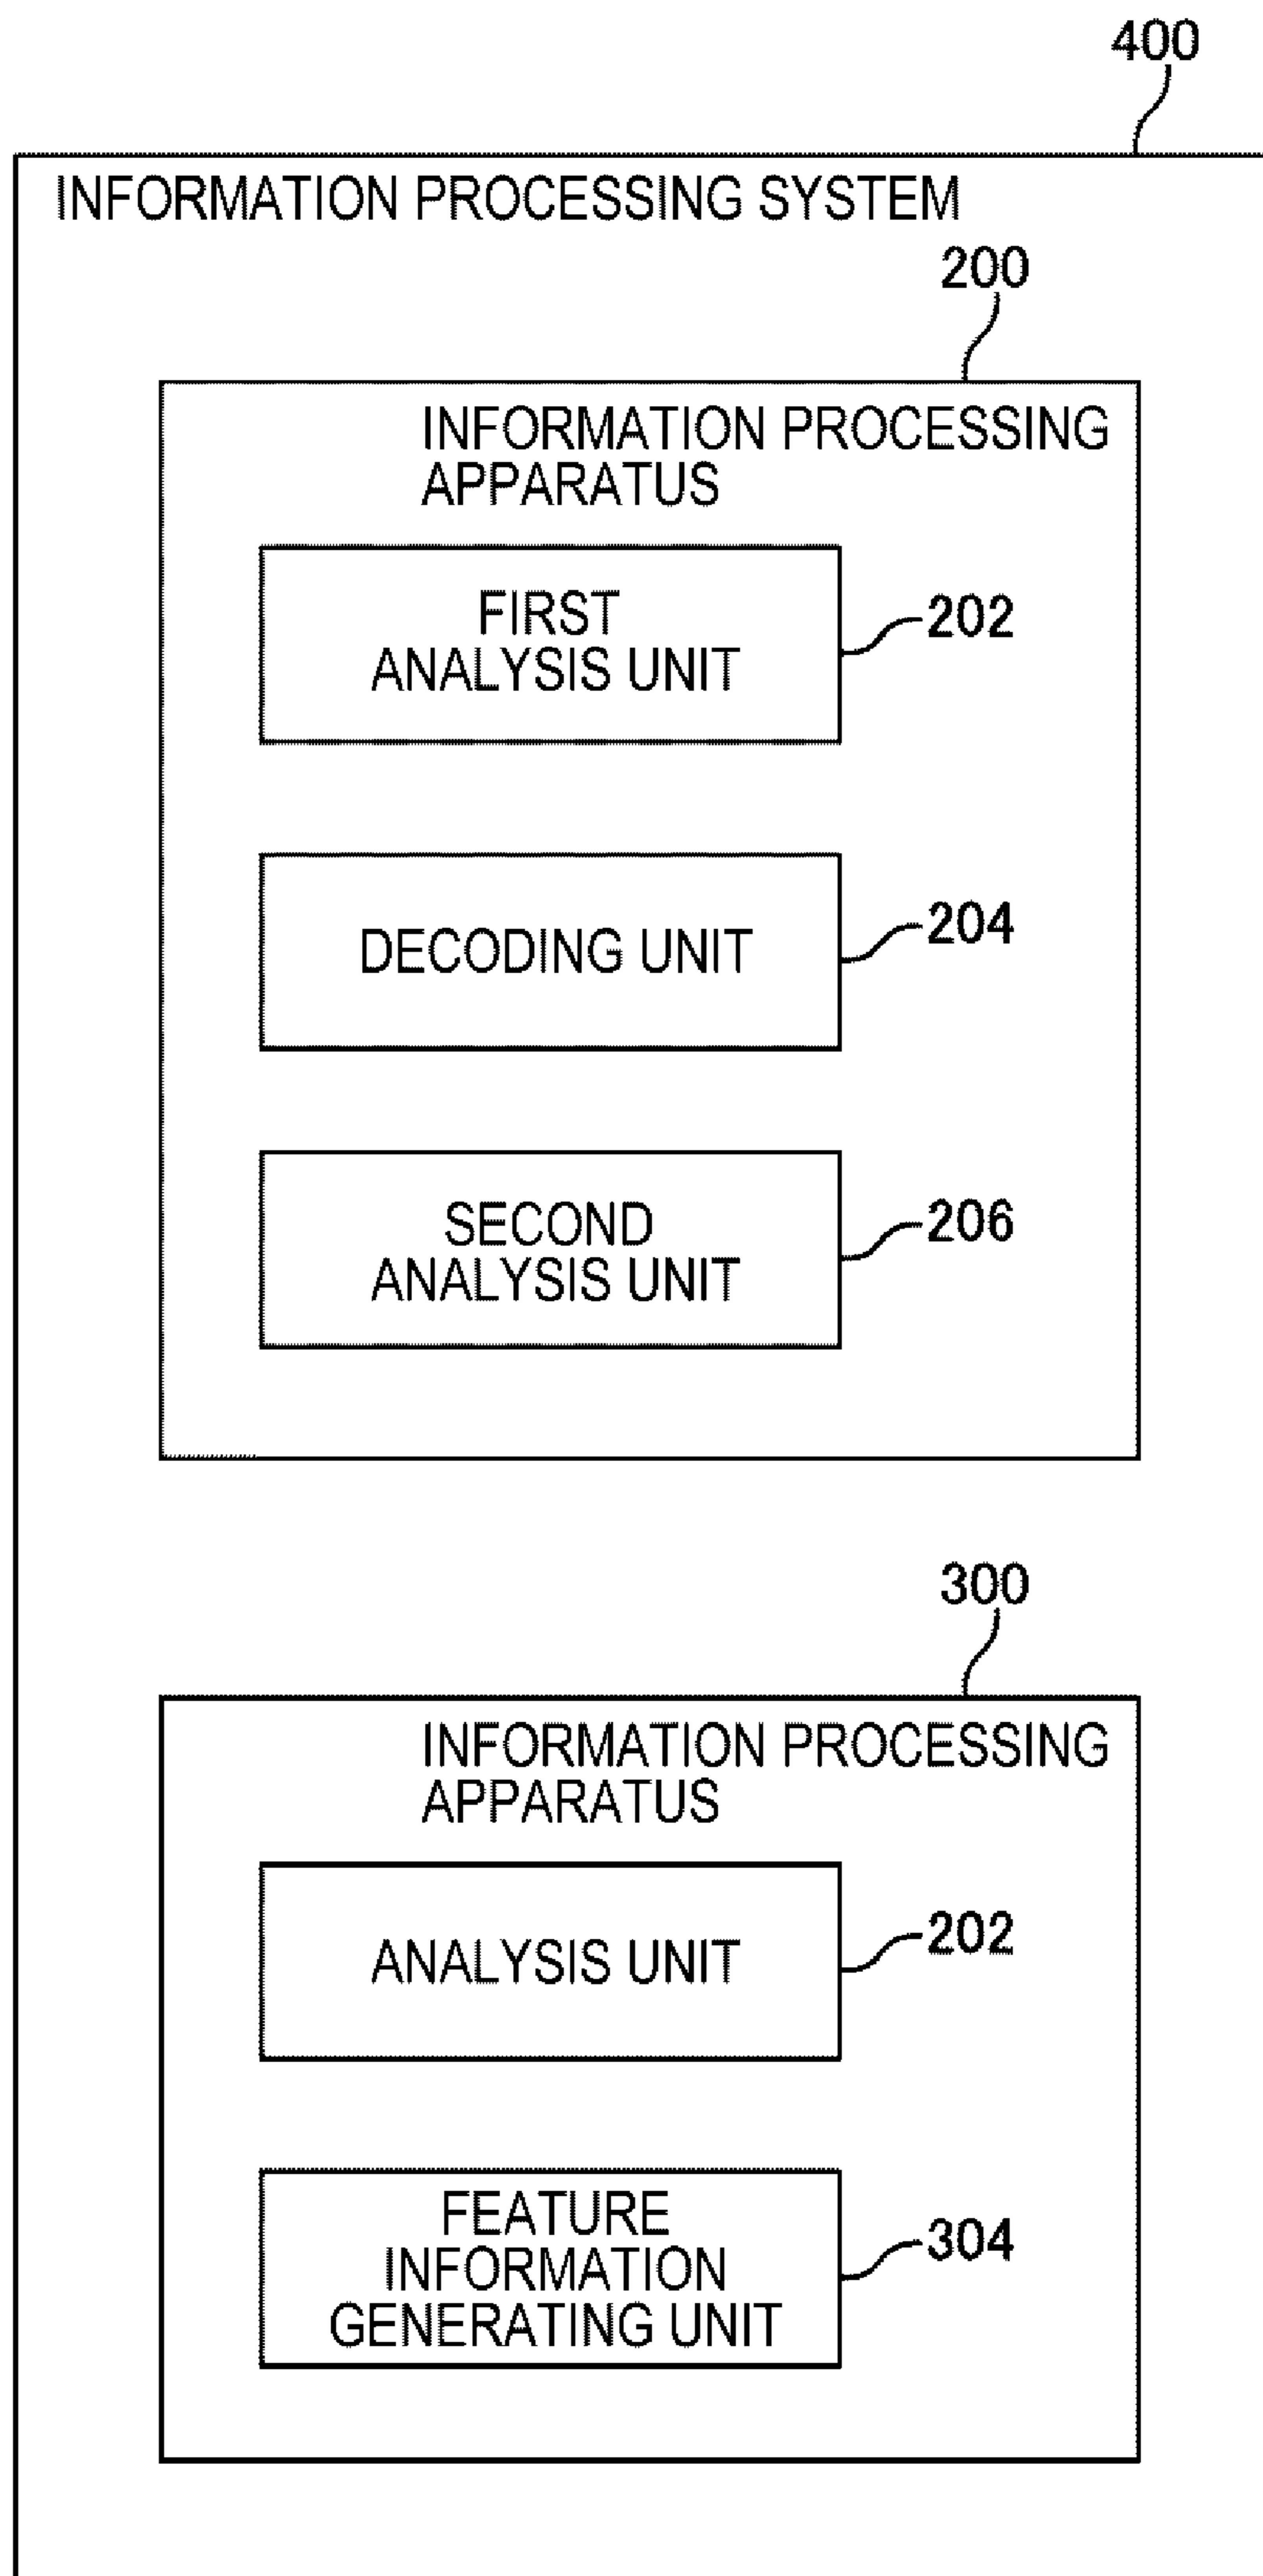 400
INFORMATION PROCESSING SYSTEM
200
INFORMATION PROCESSING
APPARATUS
FIRST
ANALYSIS UNIT
202
DECODING UNIT
204
SECOND
ANALYSIS UNIT
206
300
INFORMATION PROCESSING
APPARATUS
ANALYSIS UNIT
202
FEATURE
INFORMATION
GENERATING UNIT
304